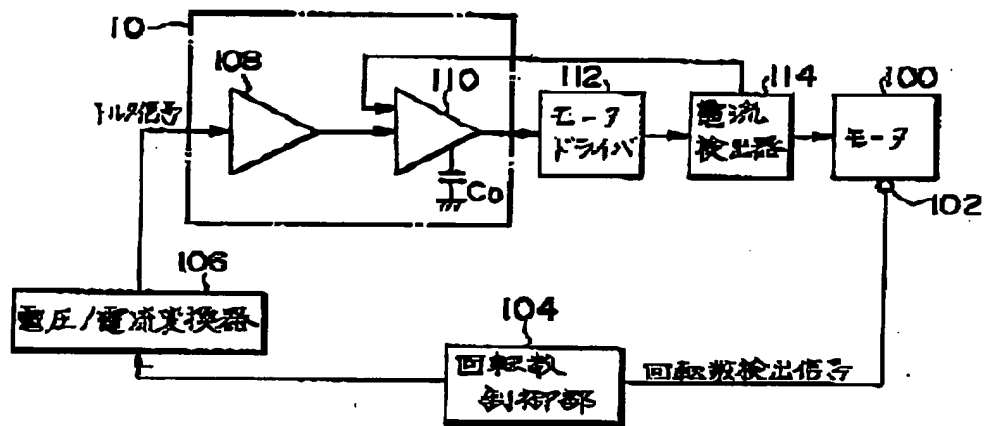 10
108
110
112
114
100
トルク信号
モータ
ドライバ
電流
検出器
モータ
Co
102
106
電圧/電流変換器
104
回転数
制御部
回転数検出信号